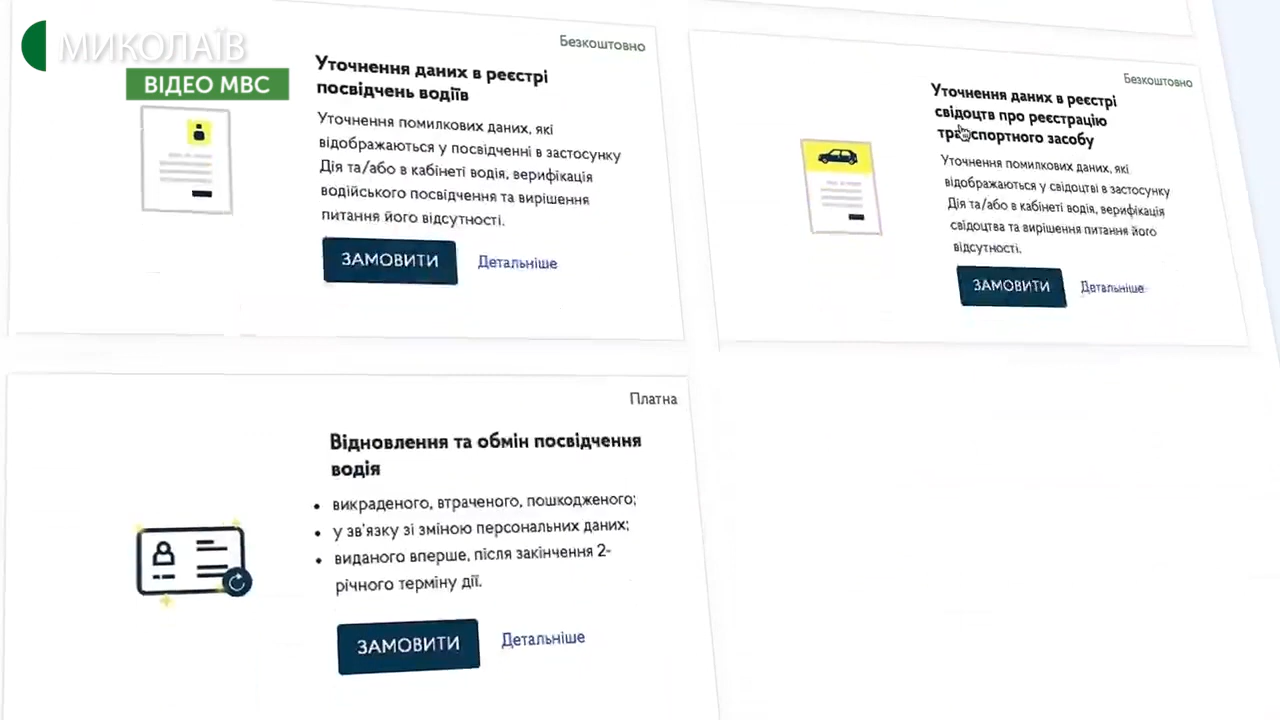 МИКОЛАЇВ
ВІДЕО МВС
Безкоштовно
Уточнення даних в реєстрі
посвідчень водіїв
Уточнення помилкових даних, які
відображаються у посвідченні в застосунку
Дія та/або в кабінеті водія, верифікація
водійського посвідчення та вирішення
питання його відсутності.
ЗАМОВИТИ
Детальніше
Безкоштовно
Уточнення даних в реєстрі
свідоцтв про реєстрацію
транспортного засобу
Уточнення помилкових даних, які
відображаються у свідоцтві в застосунку
Дія та/або в кабінеті водія, верифікація
свідоцтва та вирішення питання його
відсутності.
ЗАМОВИТИ
Детальніше
Платна
Відновлення та обмін посвідчення
водія
• викраденого, втраченого, пошкодженого;
• у зв'язку зі зміною персональних даних;
• виданого вперше, після закінчення 2-
річного терміну дії.
ЗАМОВИТИ
Детальніше